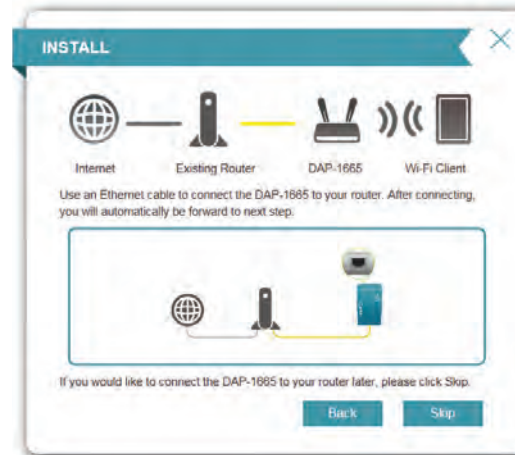 INSTALL
Internet Existing Router DAP-1665 Wi-Fi Client
Use an Ethernet cable to connect the DAP-1665 to your router. After connecting,
you will automatically be forward to next step.
If you would like to connect the DAP-1665 to your router later, please click Skip.
Back Skip